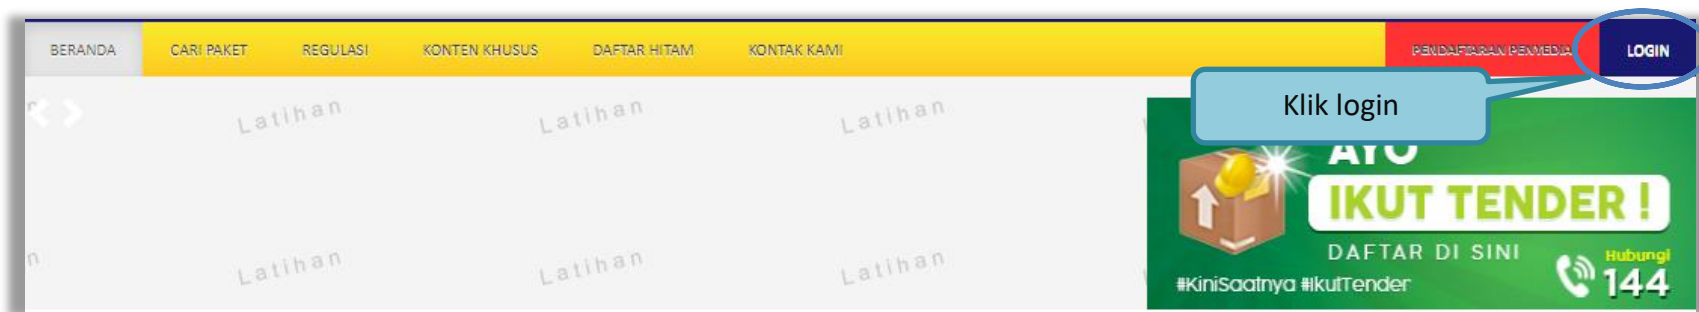 BERANDA CARI PAKET REGULASI KONTEN KHUSUS DAFTAR HITAM KONTAK KAMI PENDAFTARAN PENYEDIA LOGIN
Klik login
Latihan Latihan Latihan
AYO
IKUT TENDER !
DAFTAR DI SINI
#KiniSaatnya #IkutTender
Hubungi
144
Latihan Latihan Latihan